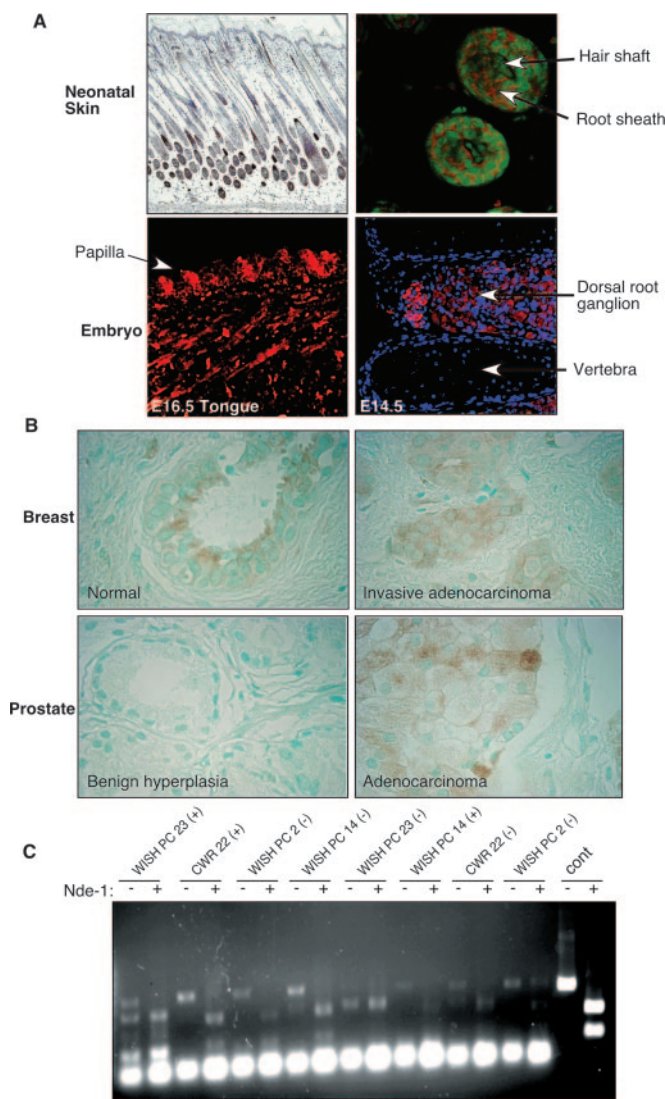 A
Neonatal
Skin
Hair shaft
Root sheath
Papilla
Embryo
Dorsal root
ganglion
Vertebra
E16.5 Tongue
E14.5
B
Breast
Normal
Invasive adenocarcinoma
Prostate
Benign hyperplasia
Adenocarcinoma
C
WISH PC 23 (+)
CWR 22 (+)
WISH PC 2 (-)
WISH PC 14 (-)
WISH PC 23 (-)
WISH PC 14 (+)
CWR 22 (-)
WISH PC 2 (-)
cont
Nde-1: - + - + - + - + - + - + - + - + - +